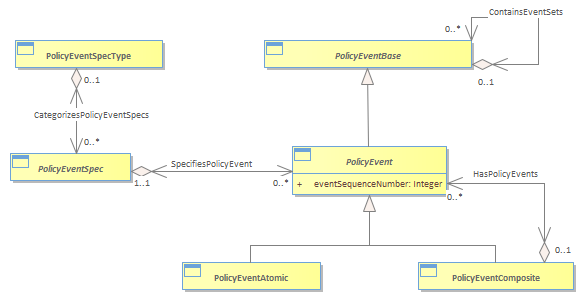 ContainsEventSets
0..*
0..1
PolicyEventSpecType
PolicyEventBase
0..1
CategorizesPolicyEventSpecs
0..*
PolicyEventSpec
1..1
SpecifiesPolicyEvent
0..*
PolicyEvent
+ eventSequenceNumber: Integer
0..*
HasPolicyEvents
0..1
PolicyEventAtomic
PolicyEventComposite